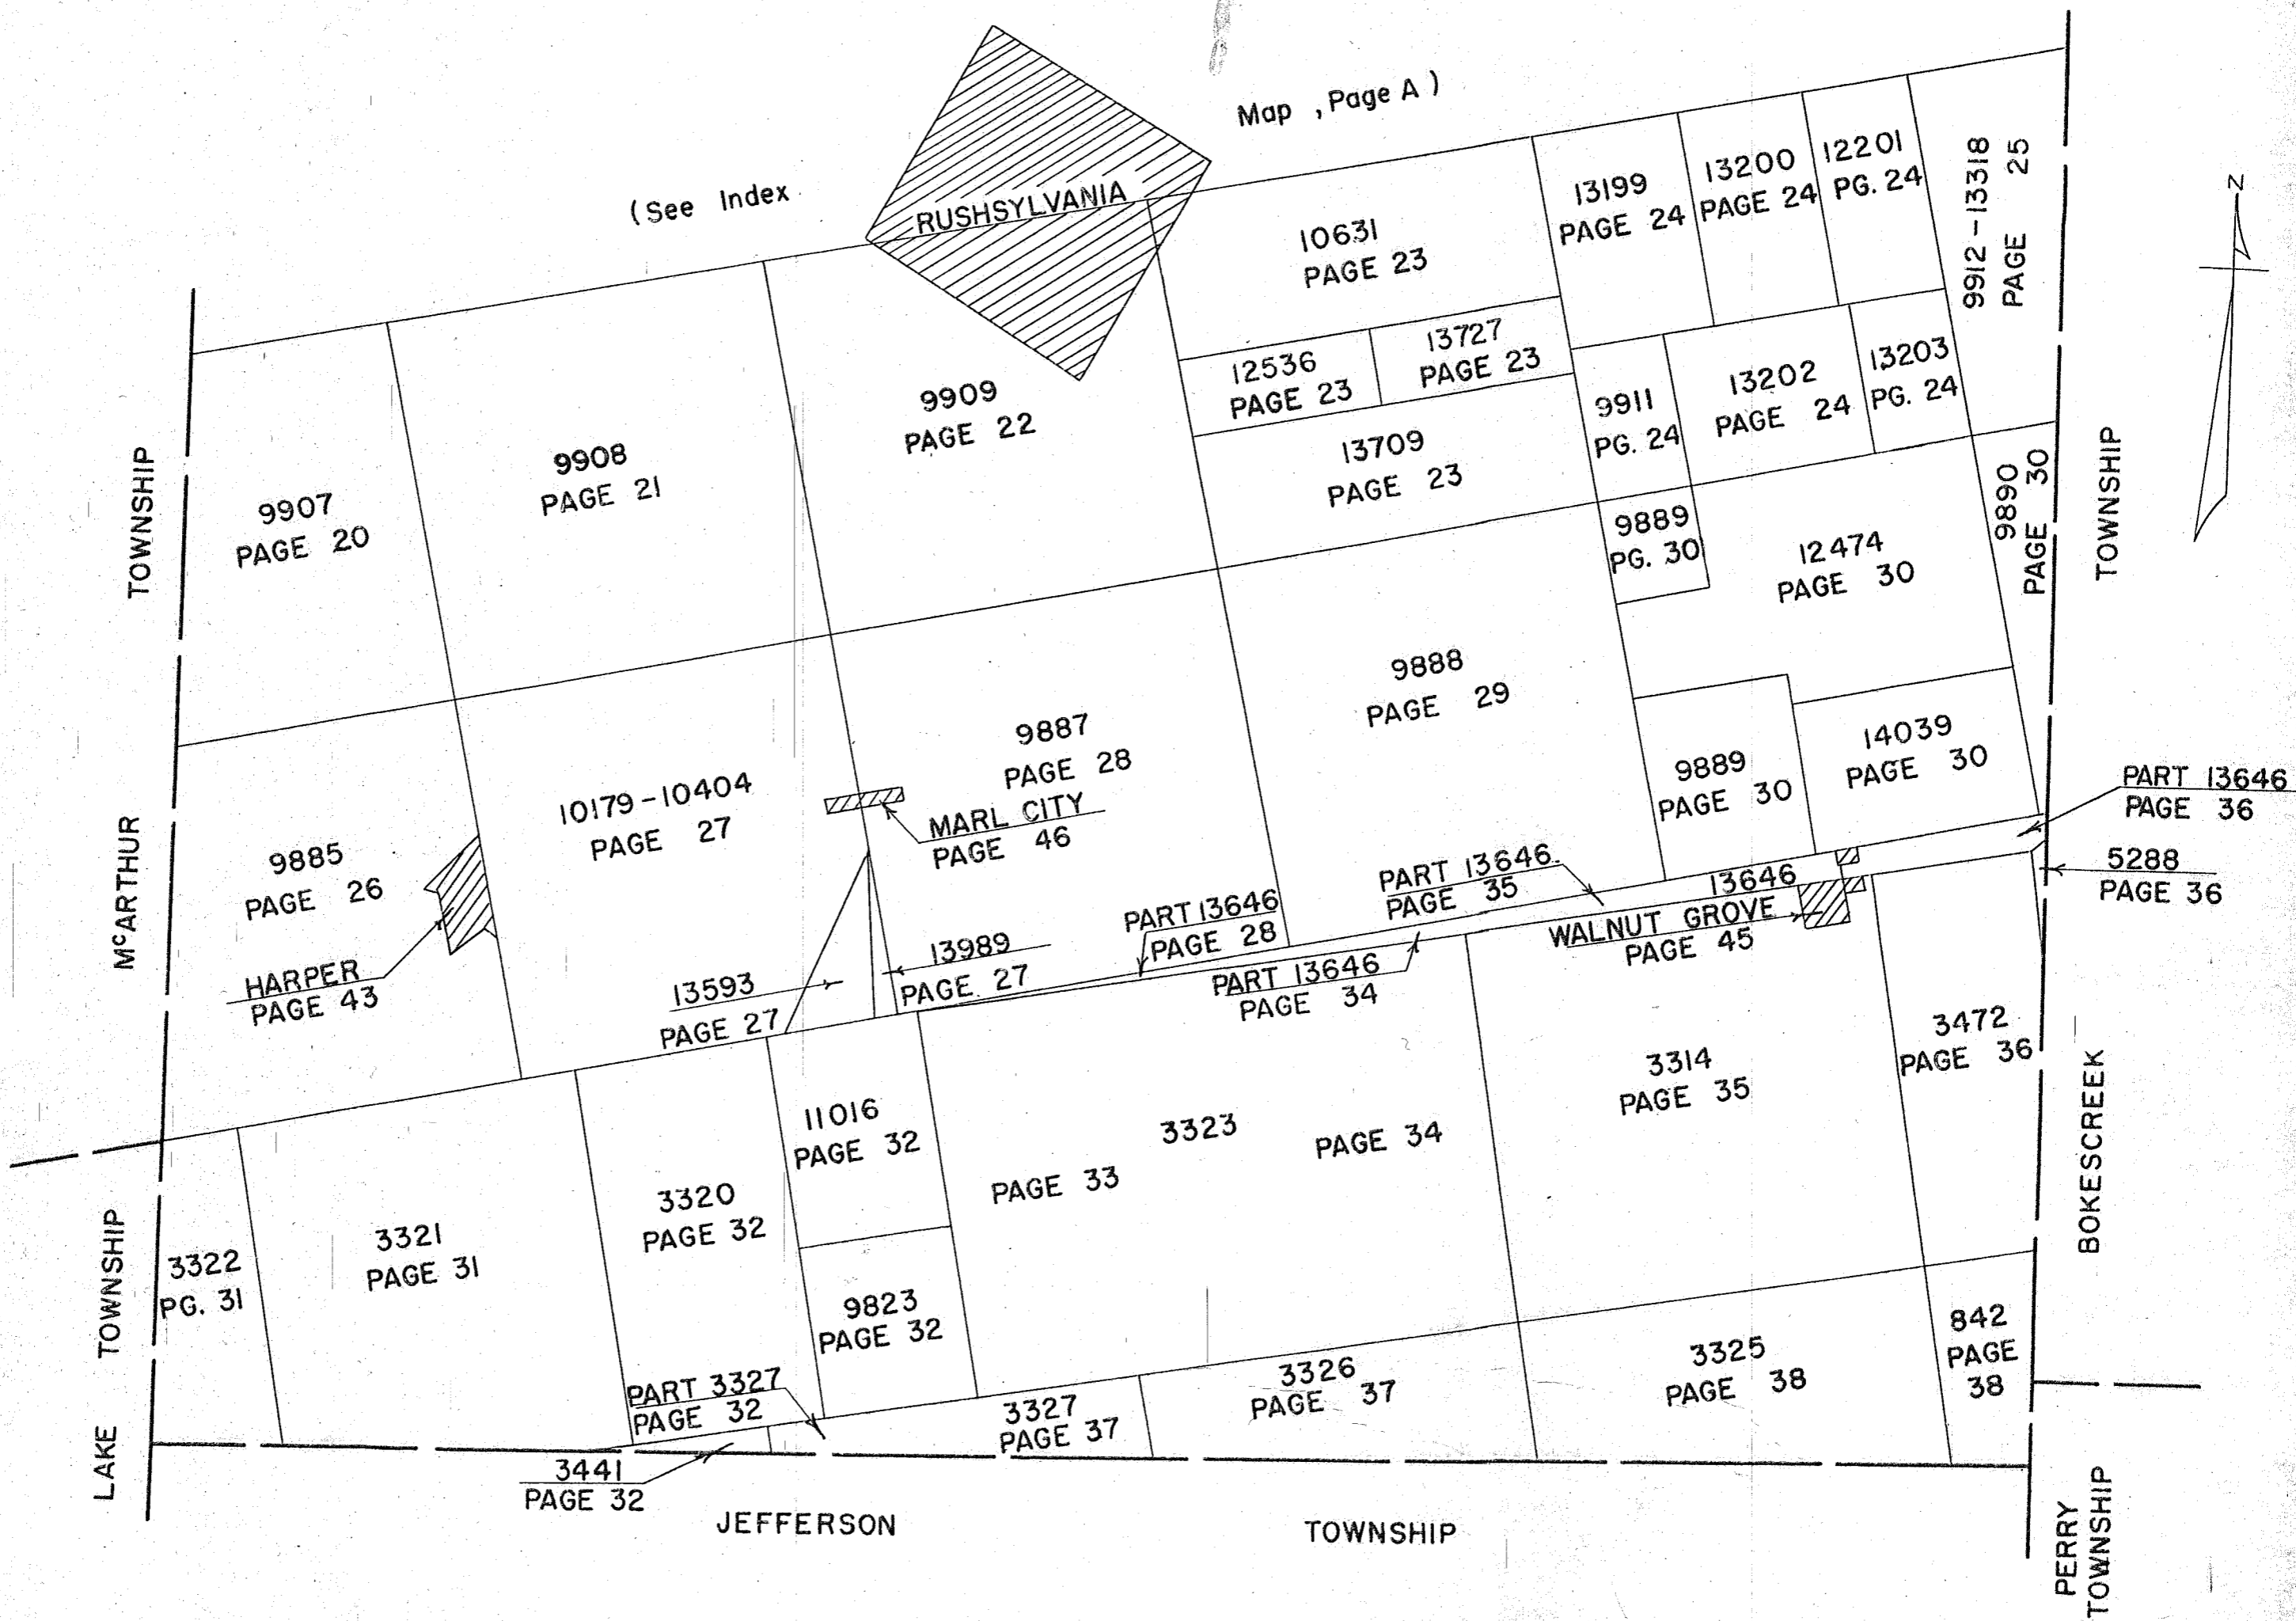 (See Index
Map , Page A )
RUSHSYLVANIA
N
10631
PAGE 23
13199
PAGE 24
13200
PAGE 24
12201
PG. 24
9912-13318
PAGE 25
12536
PAGE 23
13727
PAGE 23
13709
PAGE 23
9911
PG. 24
13202
PAGE 24
13203
PG. 24
9907
PAGE 20
9908
PAGE 21
9909
PAGE 22
9889
PG. 30
12474
PAGE 30
9890
PAGE 30
McARTHUR TOWNSHIP
BOKESCREEK TOWNSHIP
9885
PAGE 26
HARPER
PAGE 43
10179-10404
PAGE 27
9887
PAGE 28
MARL CITY
PAGE 46
9888
PAGE 29
9889
PAGE 30
14039
PAGE 30
PART 13646
PAGE 36
5288
PAGE 36
13593
PAGE 27
13989
PAGE 27
PART 13646
PAGE 28
PART 13646
PAGE 35
PART 13646
PAGE 34
13646
WALNUT GROVE
PAGE 45
3322
PG. 31
3321
PAGE 31
3320
PAGE 32
11016
PAGE 32
9823
PAGE 32
3323
PAGE 33
PAGE 34
3314
PAGE 35
3472
PAGE 36
PART 3327
PAGE 32
3441
PAGE 32
3327
PAGE 37
3326
PAGE 37
3325
PAGE 38
842
PAGE
38
LAKE TOWNSHIP
JEFFERSON TOWNSHIP
PERRY
TOWNSHIP